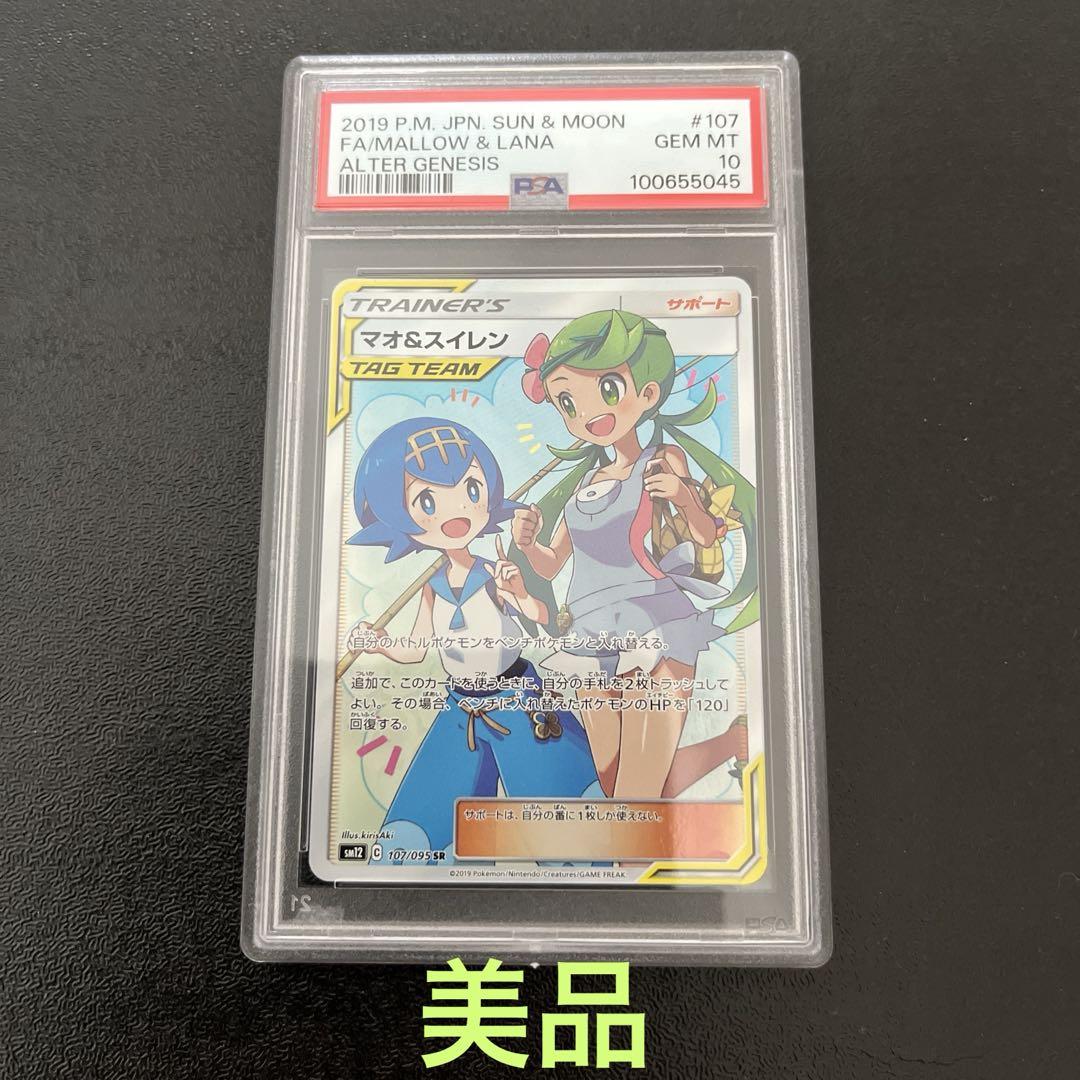 2019 P.M. JPN. SUN & MOON #107
FA/MALLOW & LANA GEM MT
ALTER GENESIS 10
PSA 100655045
TRAINER'S サポート
マオ&スイレン
TAG TEAM
自分のバトルポケモンをベンチポケモンと入れ替える。
追加で、このカードを使うときに、自分の手札を2枚トラッシュして
よい。その場合、ベンチに入れ替えたポケモンのHPを「120」
回復する。
サポートは、自分の番に1枚しか使えない。
Illus.kirisAki
sm12 C 107/095 SR
©2019 Pokémon/Nintendo/Creatures/GAME FREAK.
21 PSA
美品